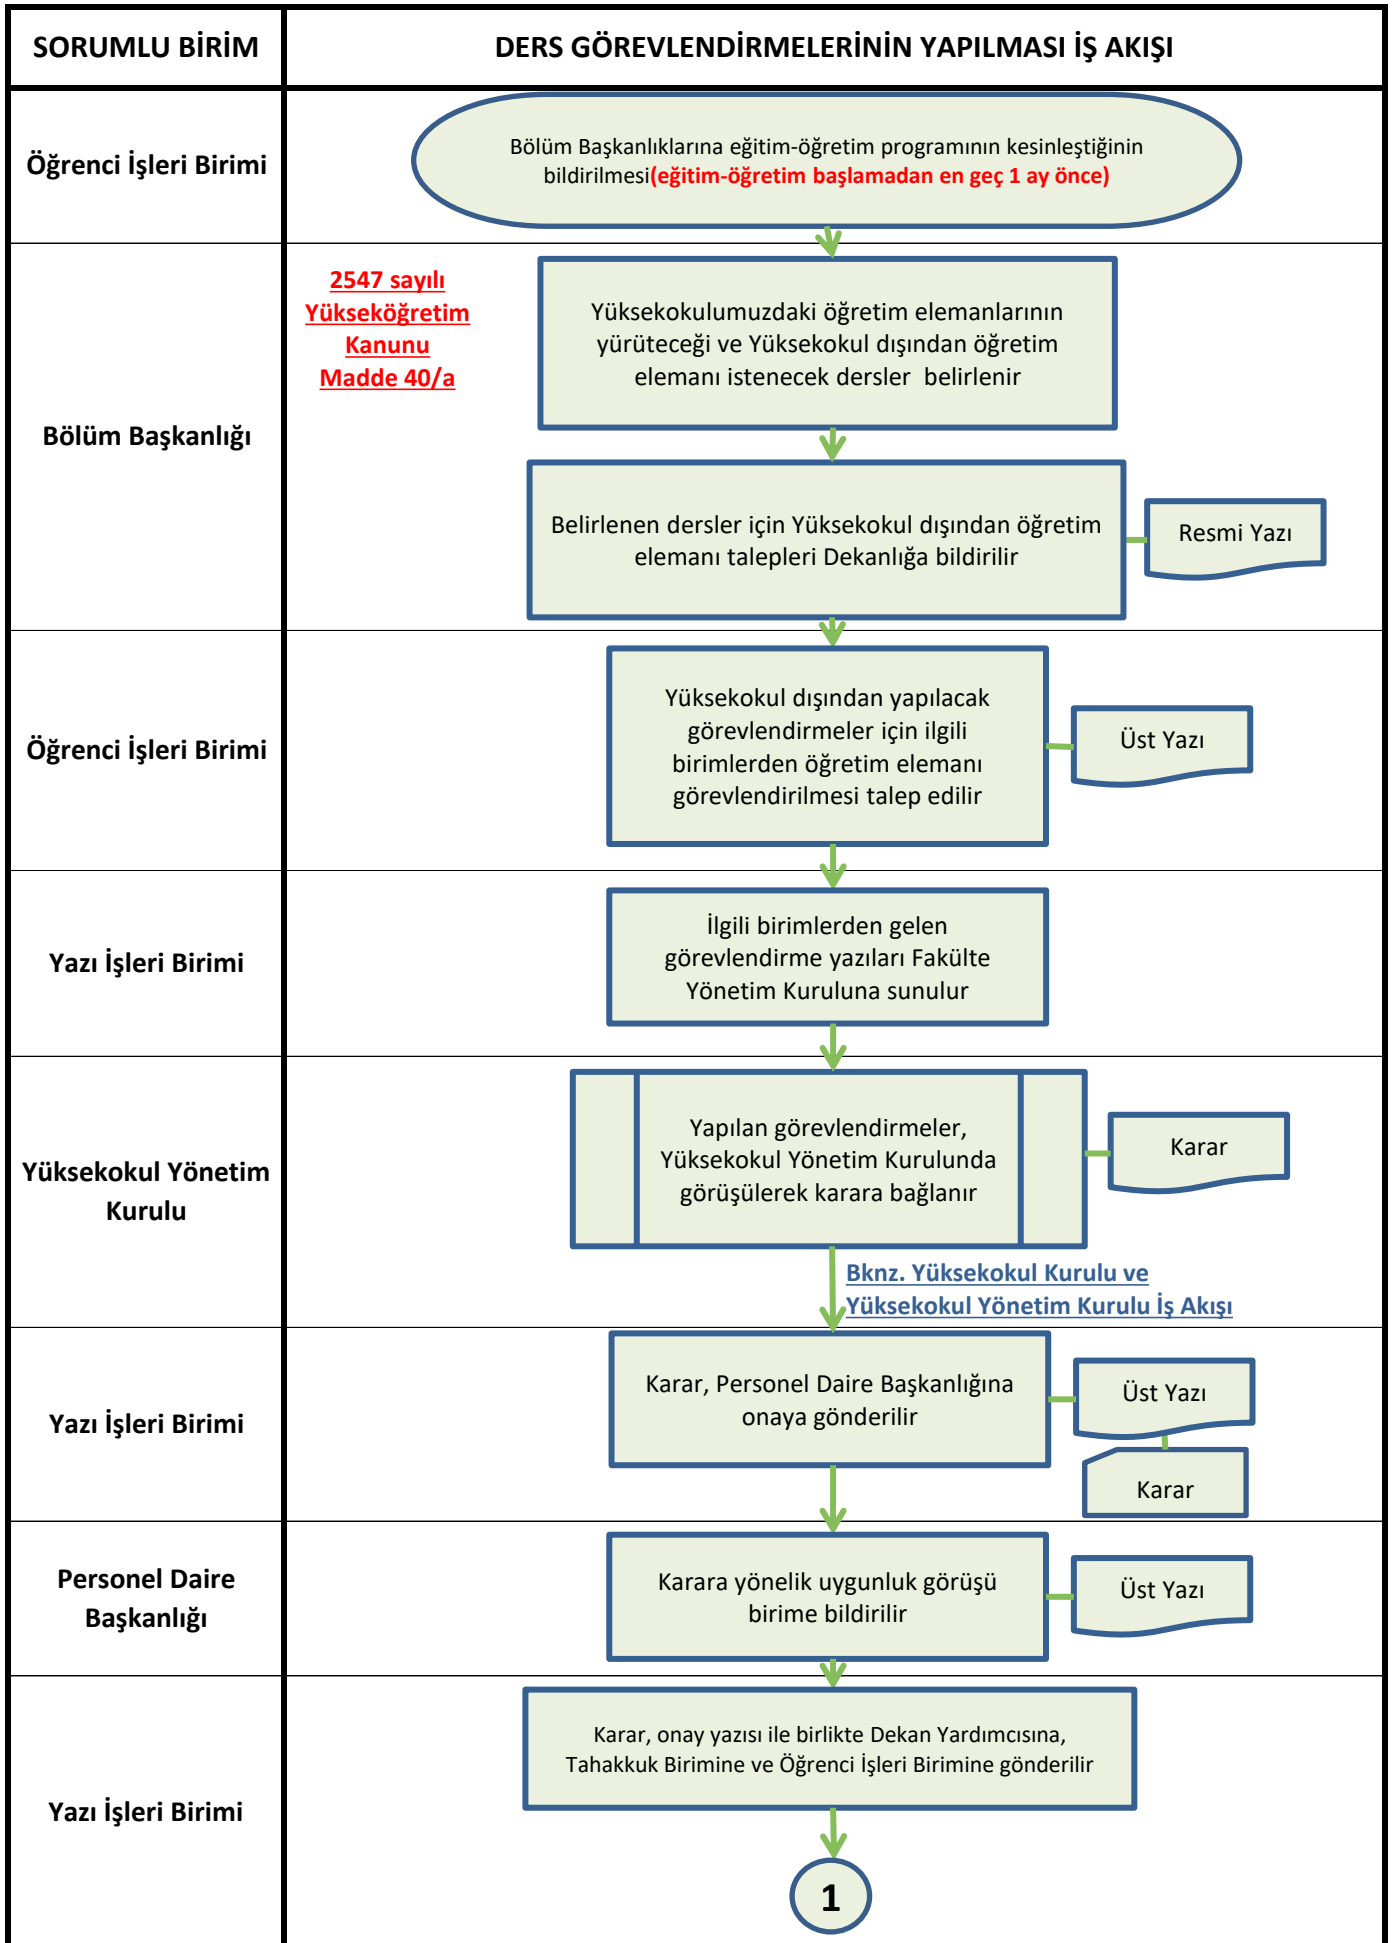 SORUMLU BİRİM
DERS GÖREVLENDİRMELERİNİN YAPILMASI İŞ AKIŞI
Öğrenci İşleri Birimi
Bölüm Başkanlıklarına eğitim-öğretim programının kesinleştiğinin
bildirilmesi(eğitim-öğretim başlamadan en geç 1 ay önce)
Bölüm Başkanlığı
2547 sayılı
Yükseköğretim
Kanunu
Madde 40/a
Yüksekokulumuzdaki öğretim elemanlarının
yürüteceği ve Yüksekokul dışından öğretim
elemanı istenecek dersler  belirlenir
Belirlenen dersler için Yüksekokul dışından öğretim
elemanı talepleri Dekanlığa bildirilir
Resmi Yazı
Öğrenci İşleri Birimi
Yüksekokul dışından yapılacak
görevlendirmeler için ilgili
birimlerden öğretim elemanı
görevlendirilmesi talep edilir
Üst Yazı
Yazı İşleri Birimi
İlgili birimlerden gelen
görevlendirme yazıları Fakülte
Yönetim Kuruluna sunulur
Yüksekokul Yönetim
Kurulu
Yapılan görevlendirmeler,
Yüksekokul Yönetim Kurulunda
görüşülerek karara bağlanır
Karar
Bknz. Yüksekokul Kurulu ve
Yüksekokul Yönetim Kurulu İş Akışı
Yazı İşleri Birimi
Karar, Personel Daire Başkanlığına
onaya gönderilir
Üst Yazı
Karar
Personel Daire
Başkanlığı
Karara yönelik uygunluk görüşü
birime bildirilir
Üst Yazı
Yazı İşleri Birimi
Karar, onay yazısı ile birlikte Dekan Yardımcısına,
Tahakkuk Birimine ve Öğrenci İşleri Birimine gönderilir
1